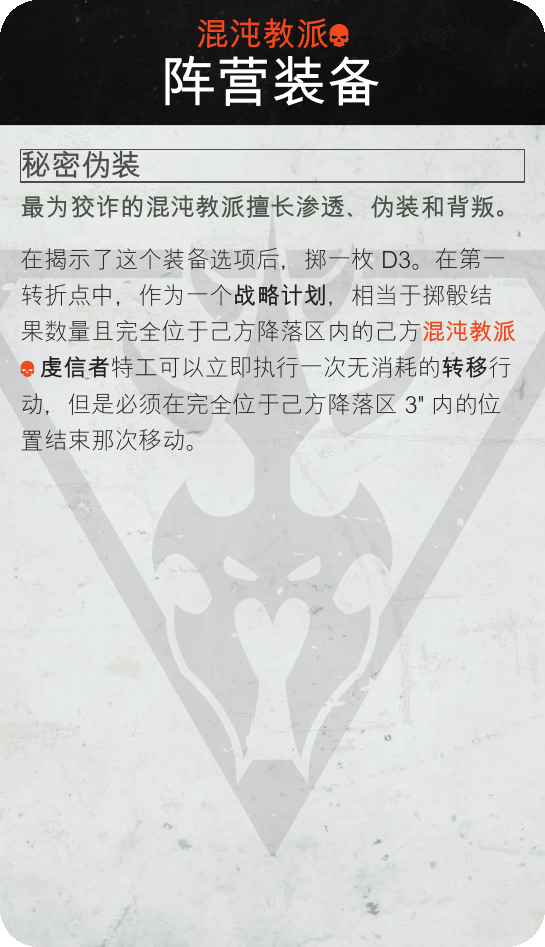 混沌教派
阵营装备
秘密伪装
最为狡诈的混沌教派擅长渗透、伪装和背叛。
在揭示了这个装备选项后，掷一枚 D3。在第一
转折点中，作为一个战略计划，相当于掷骰结
果数量且完全位于己方降落区内的己方混沌教派
虔信者特工可以立即执行一次无消耗的转移行
动，但是必须在完全位于己方降落区 3" 内的位
置结束那次移动。